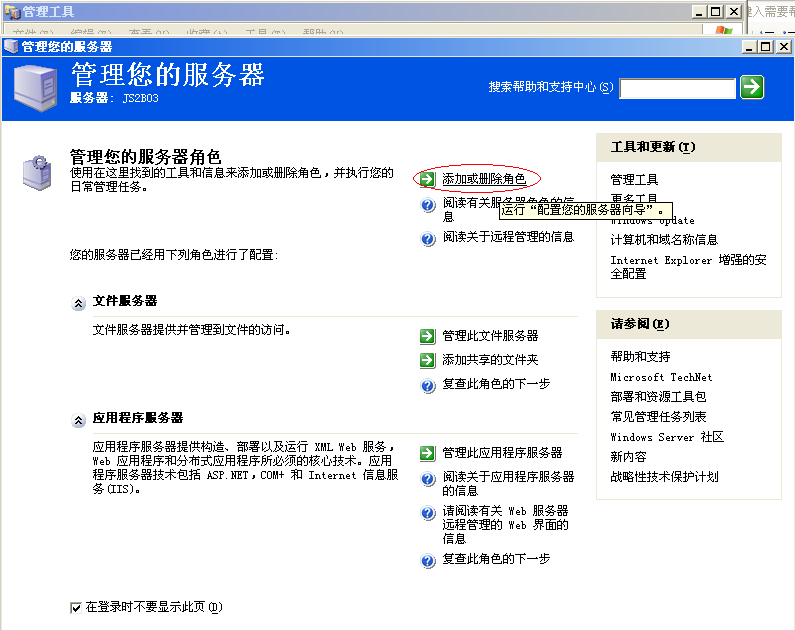 管理工具
键入需要帮
文件(F) 编辑(E) 查看(V) 收藏(A) 工具(T) 帮助(H)
管理您的服务器
管理您的服务器
服务器: JS2B03
搜索帮助和支持中心(S)
管理您的服务器角色
使用在这里找到的工具和信息来添加或删除角色，并执行您的
日常管理任务。
添加或删除角色
阅读有关服务器角色的信
息
运行“配置您的服务器向导”。
阅读关于远程管理的信息
您的服务器已经用下列角色进行了配置:
文件服务器
文件服务器提供并管理到文件的访问。
管理此文件服务器
添加共享的文件夹
复查此角色的下一步
应用程序服务器
应用程序服务器提供构造、部署以及运行 XML Web 服务，
Web 应用程序和分布式应用程序所必须的核心技术。应用
程序服务器技术包括 ASP.NET，COM+ 和 Internet 信息服
务(IIS)。
管理此应用程序服务器
阅读关于应用程序服务器
的信息
请阅读有关 Web 服务器
远程管理的 Web 界面的
信息
复查此角色的下一步
在登录时不要显示此页(D)
工具和更新(T)
管理工具
更多工具
Windows Update
计算机和域名称信息
Internet Explorer 增强的安
全配置
请参阅(E)
帮助和支持
Microsoft TechNet
部署和资源工具包
常见管理任务列表
Windows Server 社区
新内容
战略性技术保护计划